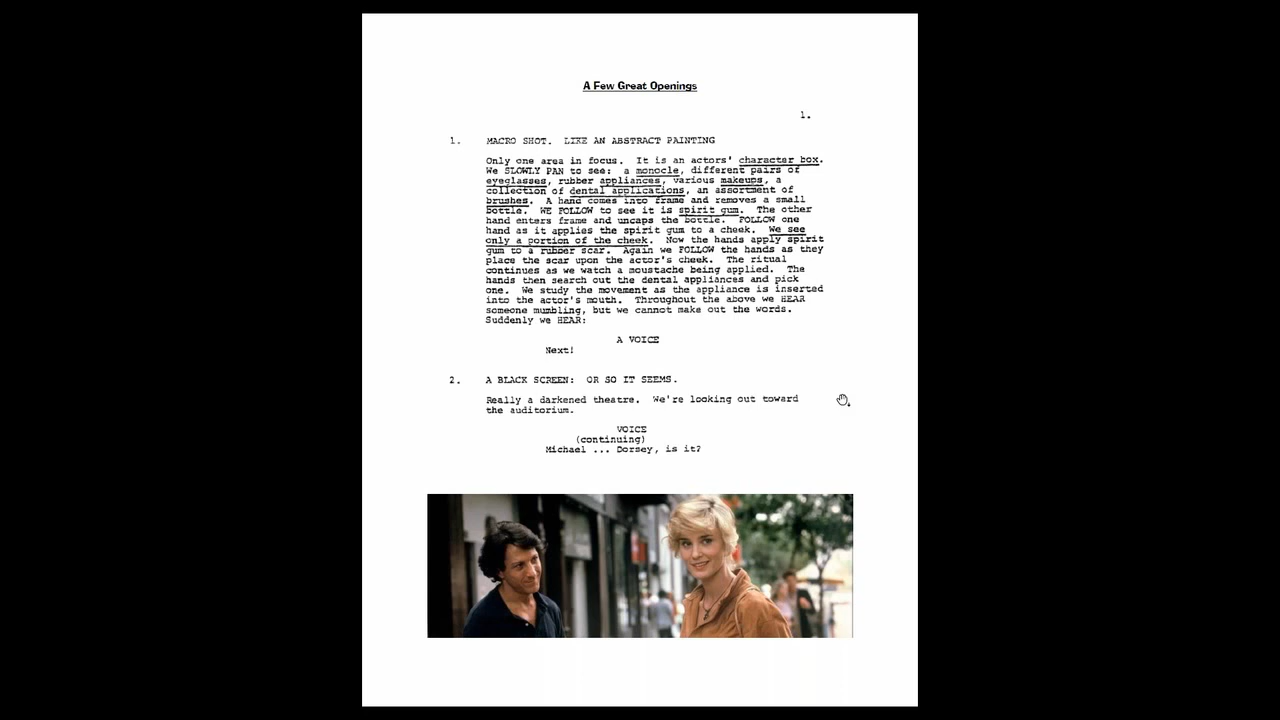 A Few Great Openings
1.
1. MACRO SHOT. LIKE AN ABSTRACT PAINTING
Only one area in focus. It is an actors' character box.
We SLOWLY PAN to see: a monocle, different pairs of
eyeglasses, rubber appliances, various makeups, a
collection of dental applications, an assortment of
brushes. A hand comes into frame and removes a small
bottle. WE FOLLOW to see it is spirit gum. The other
hand enters frame and uncaps the bottle. FOLLOW one
hand as it applies the spirit gum to a cheek. We see
only a portion of the cheek. Now the hands apply spirit
gum to a rubber scar. Again we FOLLOW the hands as they
place the scar upon the actor's cheek. The ritual
continues as we watch a moustache being applied. The
hands then search out the dental appliances and pick
one. We study the movement as the appliance is inserted
into the actor's mouth. Throughout the above we HEAR
someone mumbling, but we cannot make out the words.
Suddenly we HEAR:
A VOICE
Next!
2. A BLACK SCREEN: OR SO IT SEEMS.
Really a darkened theatre. We're looking out toward
the auditorium.
VOICE
(continuing)
Michael ... Dorsey, is it?